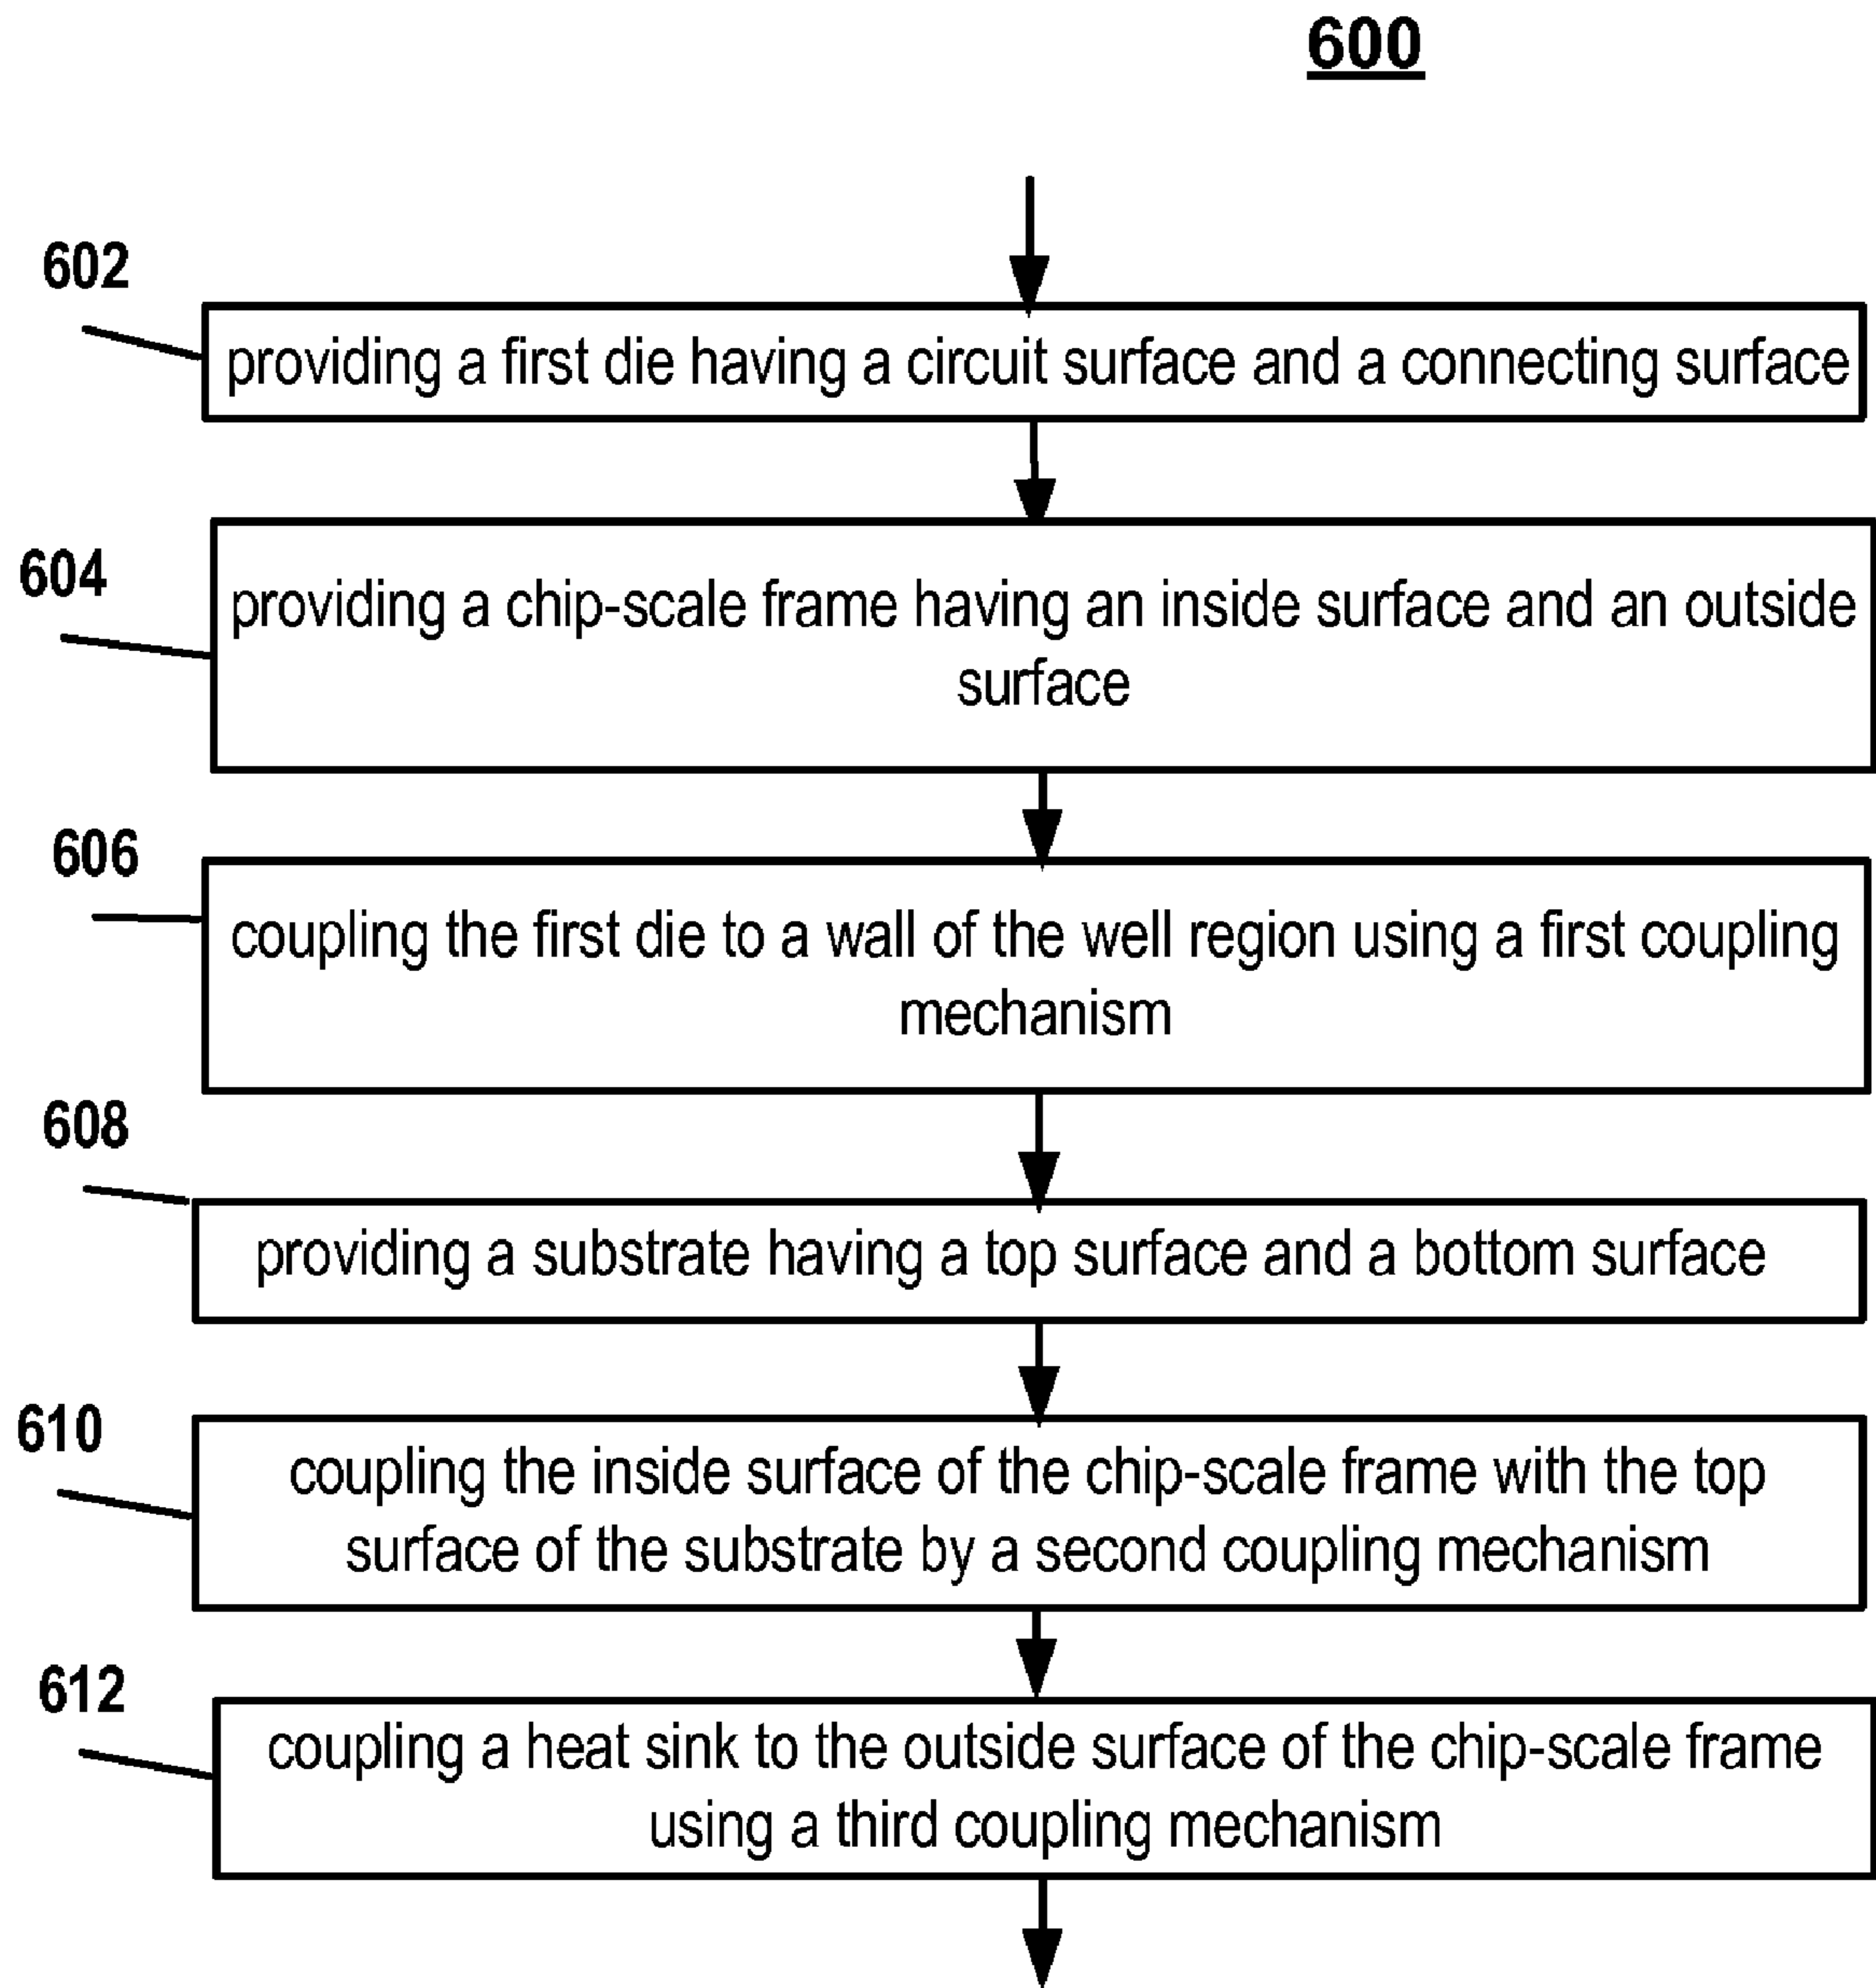 600
602
providing a first die having a circuit surface and a connecting surface
604
providing a chip-scale frame having an inside surface and an outside
surface
606
coupling the first die to a wall of the well region using a first coupling
mechanism
608
providing a substrate having a top surface and a bottom surface
610
coupling the inside surface of the chip-scale frame with the top
surface of the substrate by a second coupling mechanism
612
coupling a heat sink to the outside surface of the chip-scale frame
using a third coupling mechanism